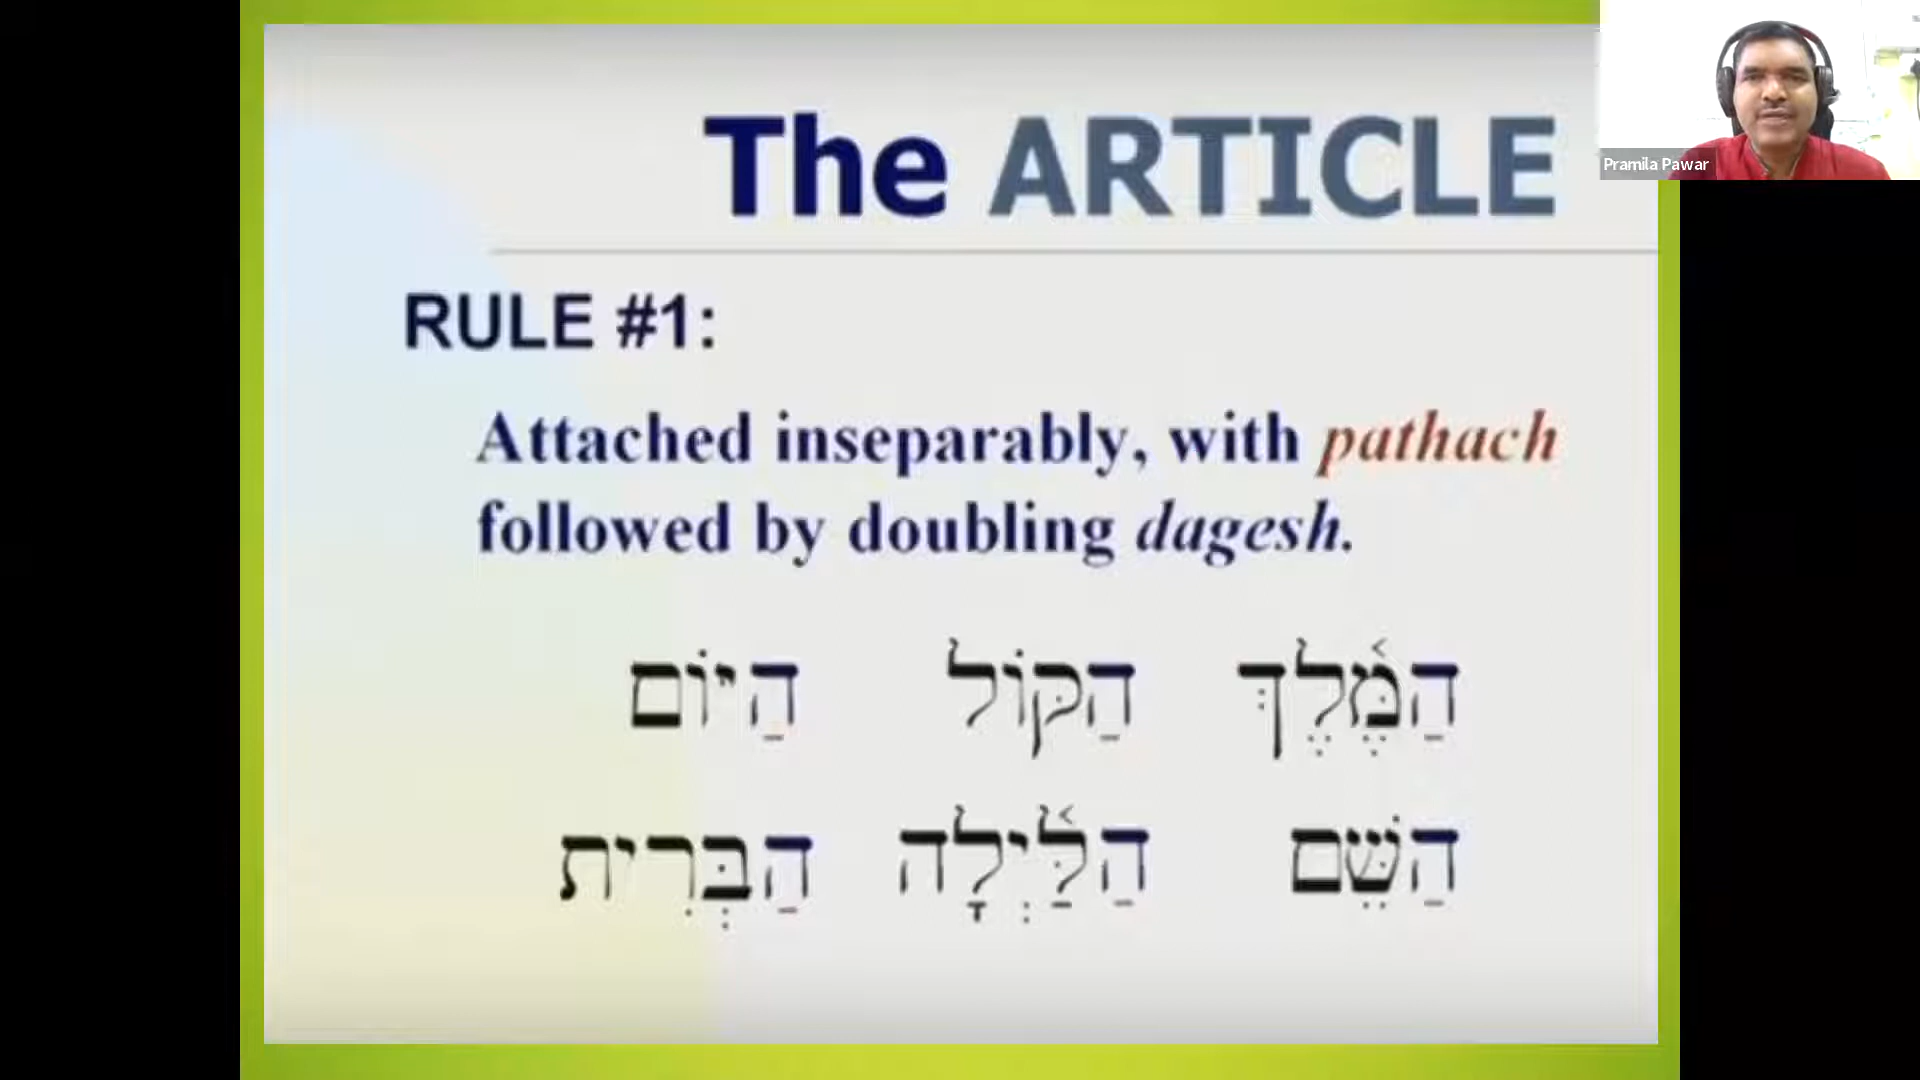 The ARTICLE
Pramila Pawar
RULE #1:
Attached inseparably, with pathach
followed by doubling dagesh.
הַמֶּ֫לֶךְ הַקּוֹל הַיּוֹם
הַשֵּׁם הַלַּ֫יְלָה הַבְּרִית